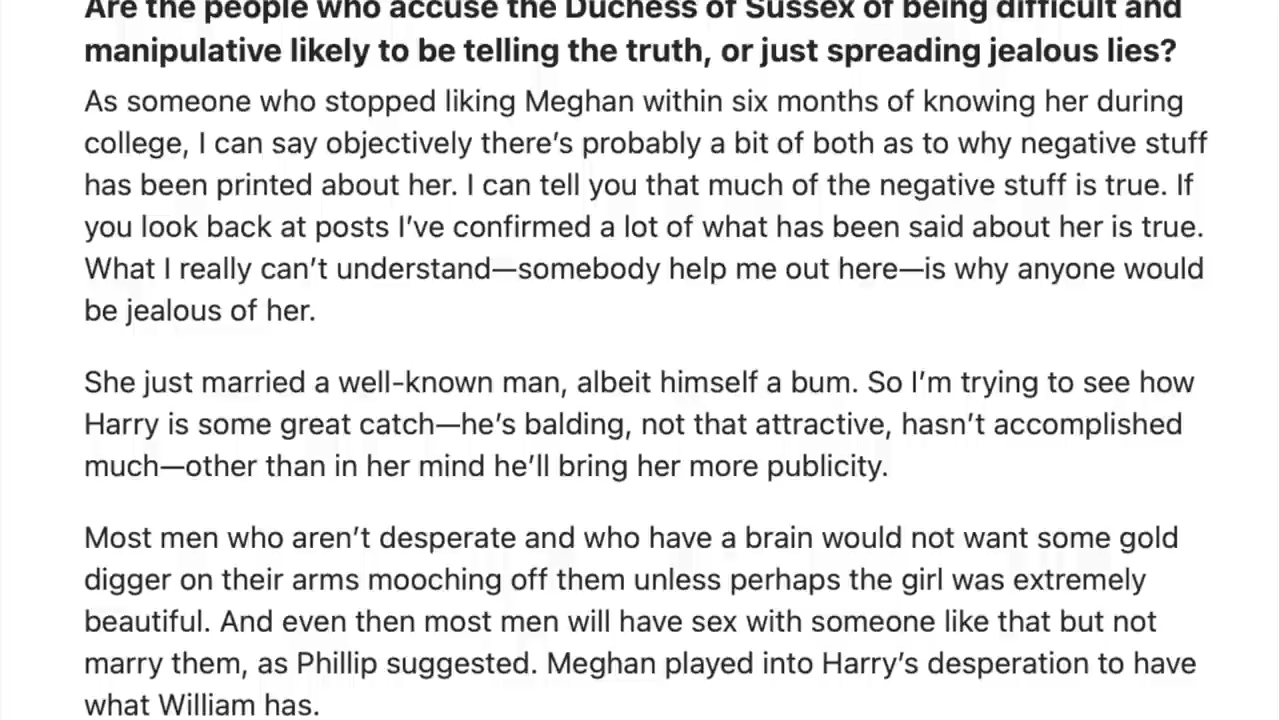 Are the people who accuse the Duchess of Sussex of being difficult and
manipulative likely to be telling the truth, or just spreading jealous lies?
As someone who stopped liking Meghan within six months of knowing her during
college, I can say objectively there’s probably a bit of both as to why negative stuff
has been printed about her. I can tell you that much of the negative stuff is true. If
you look back at posts I’ve confirmed a lot of what has been said about her is true.
What I really can’t understand—somebody help me out here—is why anyone would
be jealous of her.
She just married a well-known man, albeit himself a bum. So I’m trying to see how
Harry is some great catch—he’s balding, not that attractive, hasn’t accomplished
much—other than in her mind he’ll bring her more publicity.
Most men who aren’t desperate and who have a brain would not want some gold
digger on their arms mooching off them unless perhaps the girl was extremely
beautiful. And even then most men will have sex with someone like that but not
marry them, as Phillip suggested. Meghan played into Harry’s desperation to have
what William has.